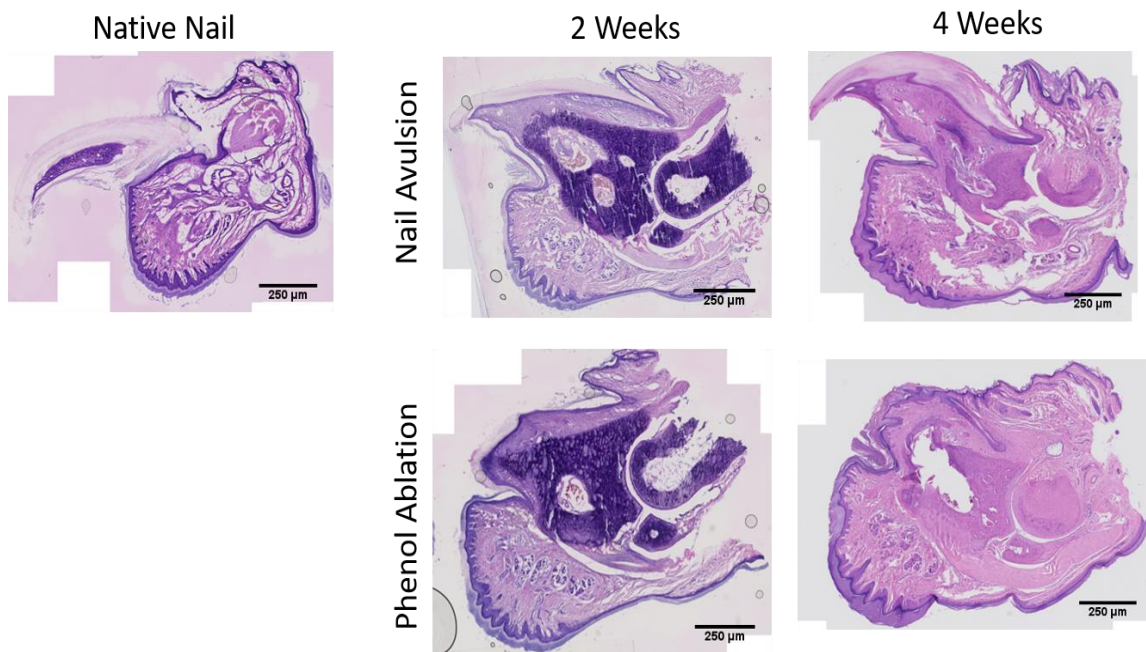 Native Nail
2 Weeks
4 Weeks
Nail Avulsion
250 µm
250 µm
250 µm
Phenol Ablation
250 µm
250 µm